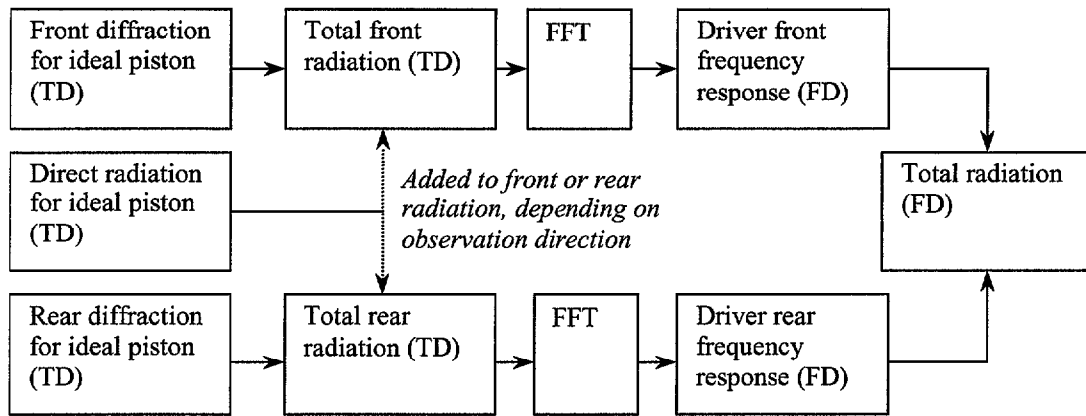 Front diffraction
for ideal piston
(TD)
Total front
radiation (TD)
FFT
Driver front
frequency
response (FD)
Direct radiation
for ideal piston
(TD)
Added to front or rear
radiation, depending on
observation direction
Total radiation
(FD)
Rear diffraction
for ideal piston
(TD)
Total rear
radiation (TD)
FFT
Driver rear
frequency
response (FD)